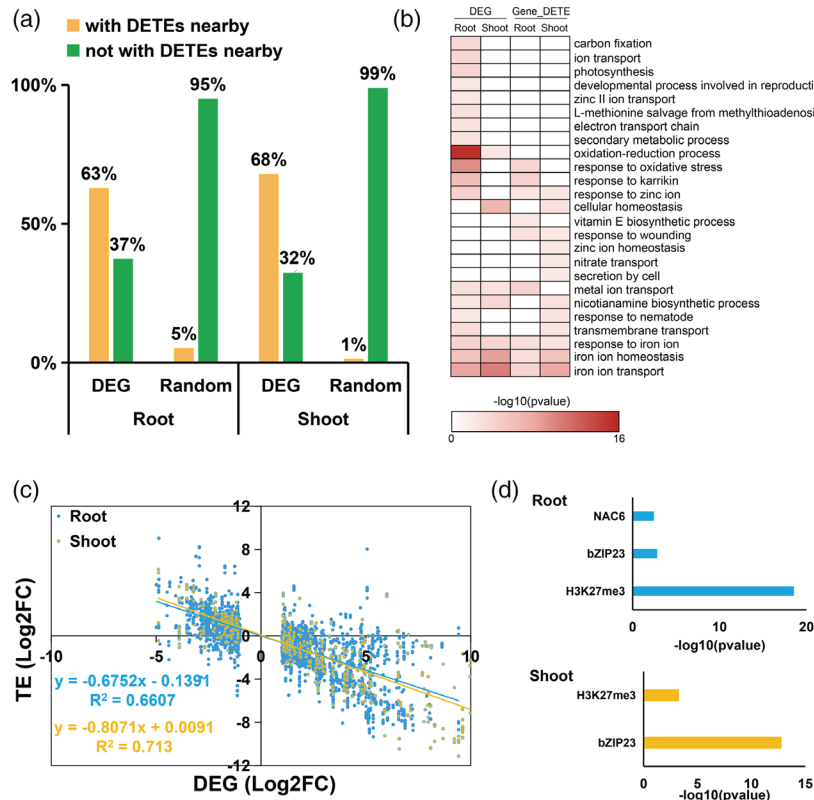 (a)
with DETEs nearby
not with DETEs nearby
100%
50%
0%
63%
37%
5%
95%
68%
32%
1%
99%
DEG Random DEG Random
Root Shoot
(b)
DEG Gene_DETE
Root Shoot Root Shoot
carbon fixation
ion transport
photosynthesis
developmental process involved in reproducti
zinc II ion transport
L-methionine salvage from methylthioadenosi
electron transport chain
secondary metabolic process
oxidation-reduction process
response to oxidative stress
response to karrikin
response to zinc ion
cellular homeostasis
vitamin E biosynthetic process
response to wounding
zinc ion homeostasis
nitrate transport
secretion by cell
metal ion transport
nicotianamine biosynthetic process
response to nematode
transmembrane transport
response to iron ion
iron ion homeostasis
iron ion transport
-log10(pvalue)
0 16
(c)
Root
Shoot
TE (Log2FC)
12
8
4
0
-4
-8
-12
-5 0 5 10
y = -0.6752x - 0.1391
R² = 0.6607
y = -0.8071x + 0.0091
R² = 0.713
DEG (Log2FC)
(d)
Root
NAC6
bZIP23
H3K27me3
0 10 20
-log10(pvalue)
Shoot
H3K27me3
bZIP23
0 5 10 15
-log10(pvalue)